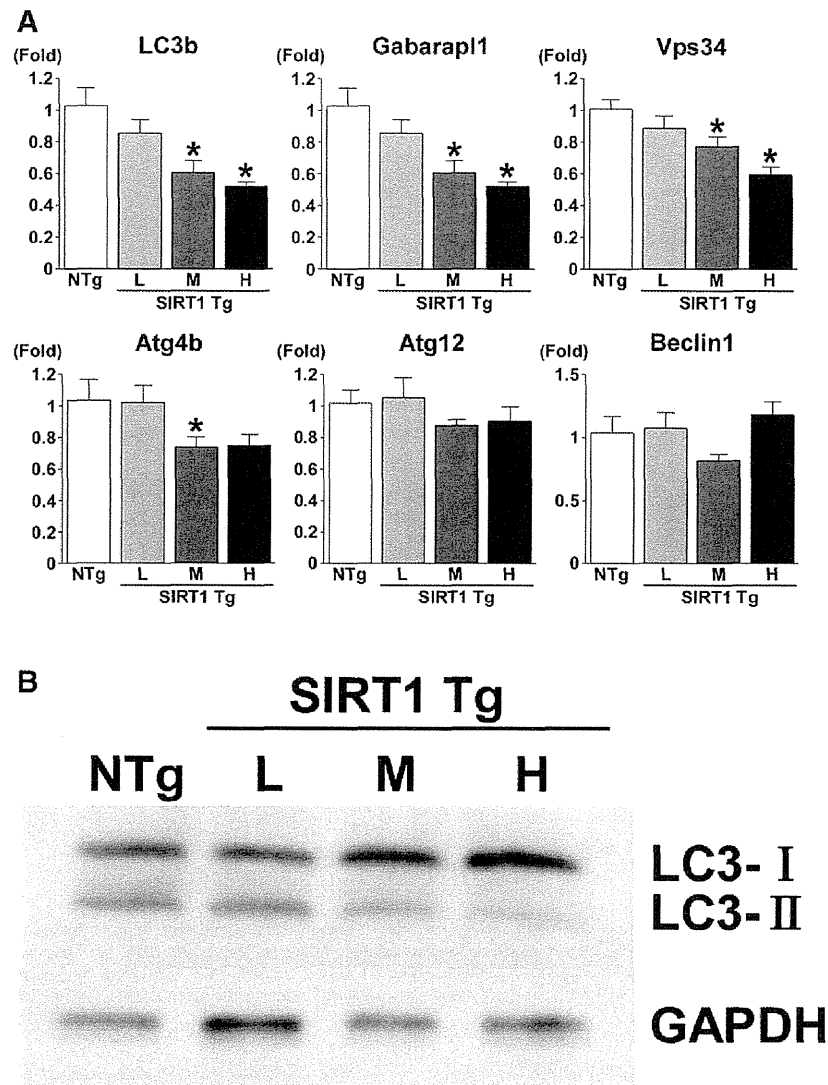 A
LC3b Gabarapl1 Vps34
(Fold) (Fold) (Fold)
1.2 1.2 1.2
1 1 1
0.8 0.8 0.8
* * *
0.6 * 0.6 * 0.6 *
0.4 0.4 0.4
0.2 0.2 0.2
0 0 0
NTg L M H NTg L M H NTg L M H
SIRT1 Tg SIRT1 Tg SIRT1 Tg
Atg4b Atg12 Beclin1
(Fold) (Fold) (Fold)
1.2 1.2 1.5
1 1
0.8 * 0.8 1
0.6 0.6
0.4 0.4 0.5
0.2 0.2
0 0 0
NTg L M H NTg L M H NTg L M H
SIRT1 Tg SIRT1 Tg SIRT1 Tg
B
SIRT1 Tg
NTg L M H
LC3- I
LC3- II
GAPDH